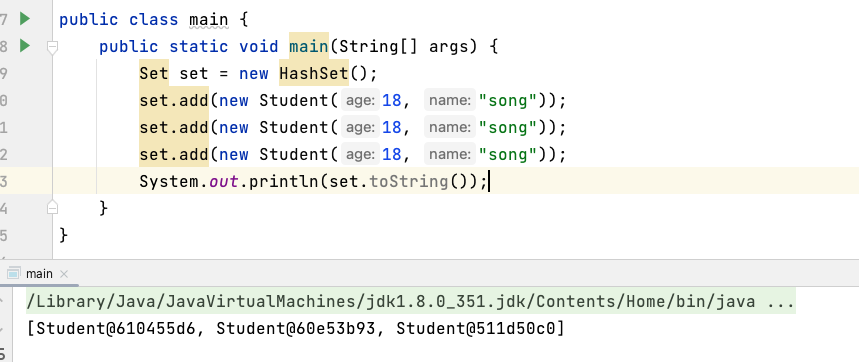 7 public class main {
8 public static void main(String[] args) {
9 Set set = new HashSet();
0 set.add(new Student( age: 18, name: "song"));
1 set.add(new Student( age: 18, name: "song"));
2 set.add(new Student( age: 18, name: "song"));
3 System.out.println(set.toString());
4 }
5 }
main ×
/Library/Java/JavaVirtualMachines/jdk1.8.0_351.jdk/Contents/Home/bin/java ...
[Student@610455d6, Student@60e53b93, Student@511d50c0]